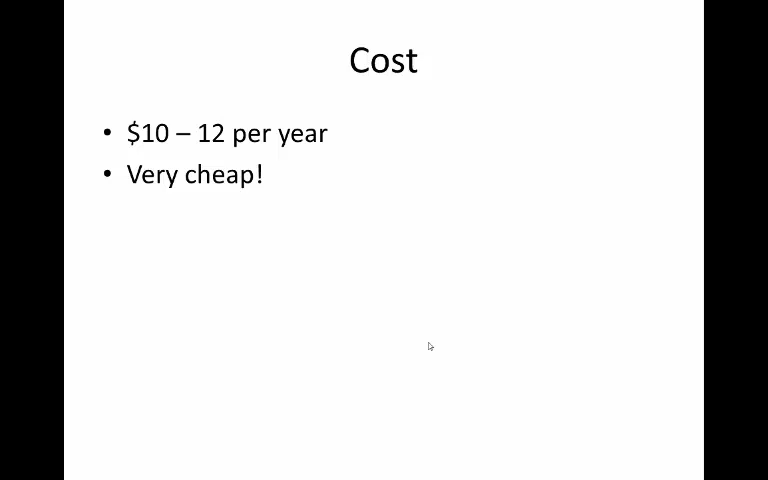 Cost
• $10 – 12 per year
• Very cheap!